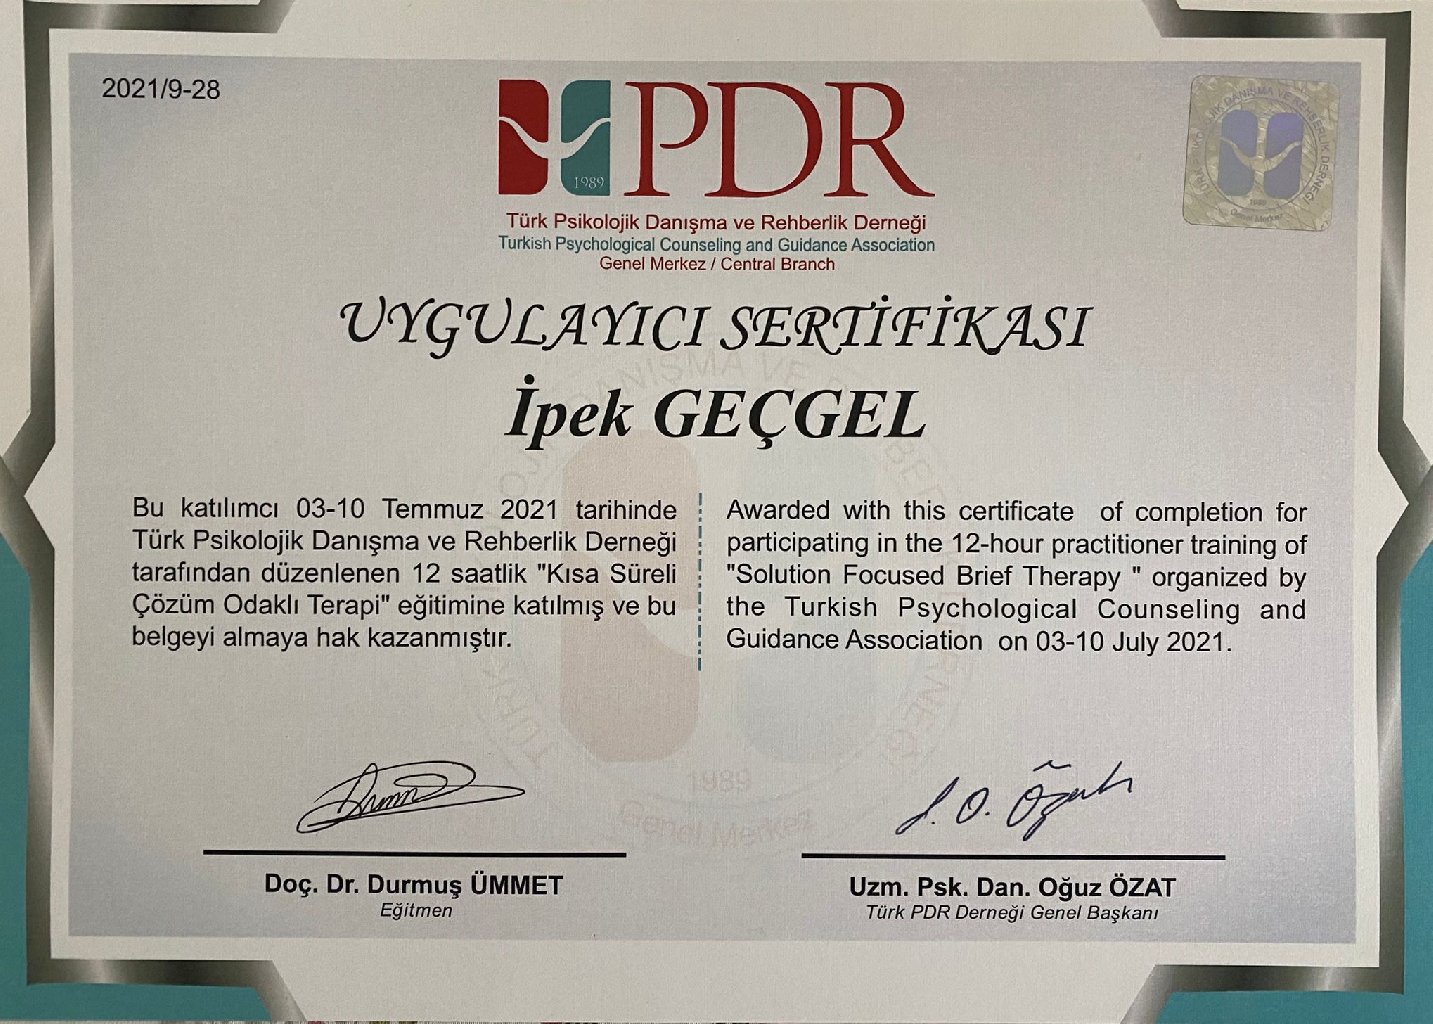 2021/9-28
1989
PDR
Türk Psikolojik Danışma ve Rehberlik Derneği
Turkish Psychological Counseling and Guidance Association
Genel Merkez / Central Branch
UYGULAYICI SERTİFİKASI
İpek GEÇGEL
Bu katılımcı 03-10 Temmuz 2021 tarihinde
Türk Psikolojik Danışma ve Rehberlik Derneği
tarafından düzenlenen 12 saatlik "Kısa Süreli
Çözüm Odaklı Terapi" eğitimine katılmış ve bu
belgeyi almaya hak kazanmıştır.
Awarded with this certificate of completion for
participating in the 12-hour practitioner training of
"Solution Focused Brief Therapy " organized by
the Turkish Psychological Counseling and
Guidance Association on 03-10 July 2021.
1989
Genel Merkez
Doç. Dr. Durmuş ÜMMET
Eğitmen
Uzm. Psk. Dan. Oğuz ÖZAT
Türk PDR Derneği Genel Başkanı